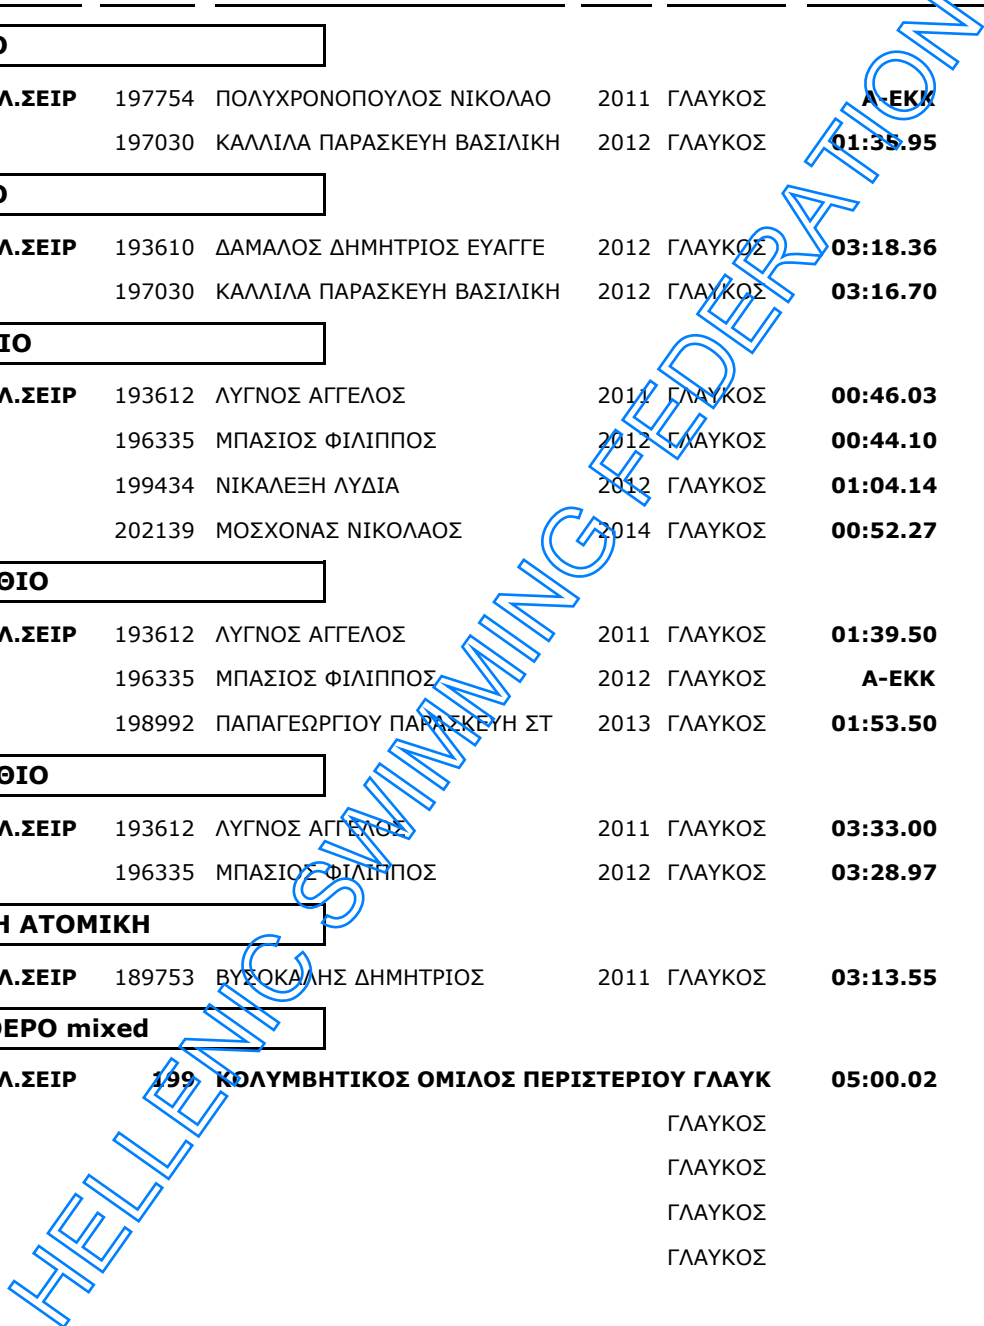 Ο
Λ.ΣΕΙΡ 197754 ΠΟΛΥΧΡΟΝΟΠΟΥΛΟΣ ΝΙΚΟΛΑΟ 2011 ΓΛΑΥΚΟΣ Α-ΕΚΚ
197030 ΚΑΛΛΙΛΑ ΠΑΡΑΣΚΕΥΗ ΒΑΣΙΛΙΚΗ 2012 ΓΛΑΥΚΟΣ 01:35.95
Ο
Λ.ΣΕΙΡ 193610 ΔΑΜΑΛΟΣ ΔΗΜΗΤΡΙΟΣ ΕΥΑΓΓΕ 2012 ΓΛΑΥΚΟΣ 03:18.36
197030 ΚΑΛΛΙΛΑ ΠΑΡΑΣΚΕΥΗ ΒΑΣΙΛΙΚΗ 2012 ΓΛΑΥΚΟΣ 03:16.70
ΙΟ
Λ.ΣΕΙΡ 193612 ΛΥΓΝΟΣ ΑΓΓΕΛΟΣ 2011 ΓΛΑΥΚΟΣ 00:46.03
196335 ΜΠΑΣΙΟΣ ΦΙΛΙΠΠΟΣ 2012 ΓΛΑΥΚΟΣ 00:44.10
199434 ΝΙΚΑΛΕΞΗ ΛΥΔΙΑ 2012 ΓΛΑΥΚΟΣ 01:04.14
202139 ΜΟΣΧΟΝΑΣ ΝΙΚΟΛΑΟΣ 2014 ΓΛΑΥΚΟΣ 00:52.27
ΘΙΟ
Λ.ΣΕΙΡ 193612 ΛΥΓΝΟΣ ΑΓΓΕΛΟΣ 2011 ΓΛΑΥΚΟΣ 01:39.50
196335 ΜΠΑΣΙΟΣ ΦΙΛΙΠΠΟΣ 2012 ΓΛΑΥΚΟΣ Α-ΕΚΚ
198992 ΠΑΠΑΓΕΩΡΓΙΟΥ ΠΑΡΑΣΚΕΥΗ ΣΤ 2013 ΓΛΑΥΚΟΣ 01:53.50
ΘΙΟ
Λ.ΣΕΙΡ 193612 ΛΥΓΝΟΣ ΑΓΓΕΛΟΣ 2011 ΓΛΑΥΚΟΣ 03:33.00
196335 ΜΠΑΣΙΟΣ ΦΙΛΙΠΠΟΣ 2012 ΓΛΑΥΚΟΣ 03:28.97
Η ΑΤΟΜΙΚΗ
Λ.ΣΕΙΡ 189753 ΒΥΣΟΚΑΛΗΣ ΔΗΜΗΤΡΙΟΣ 2011 ΓΛΑΥΚΟΣ 03:13.55
ΘΕΡΟ mixed
Λ.ΣΕΙΡ 199 ΚΟΛΥΜΒΗΤΙΚΟΣ ΟΜΙΛΟΣ ΠΕΡΙΣΤΕΡΙΟΥ ΓΛΑΥΚ 05:00.02
ΓΛΑΥΚΟΣ
ΓΛΑΥΚΟΣ
ΓΛΑΥΚΟΣ
ΓΛΑΥΚΟΣ
HELLENIC SWIMMING FEDERATION